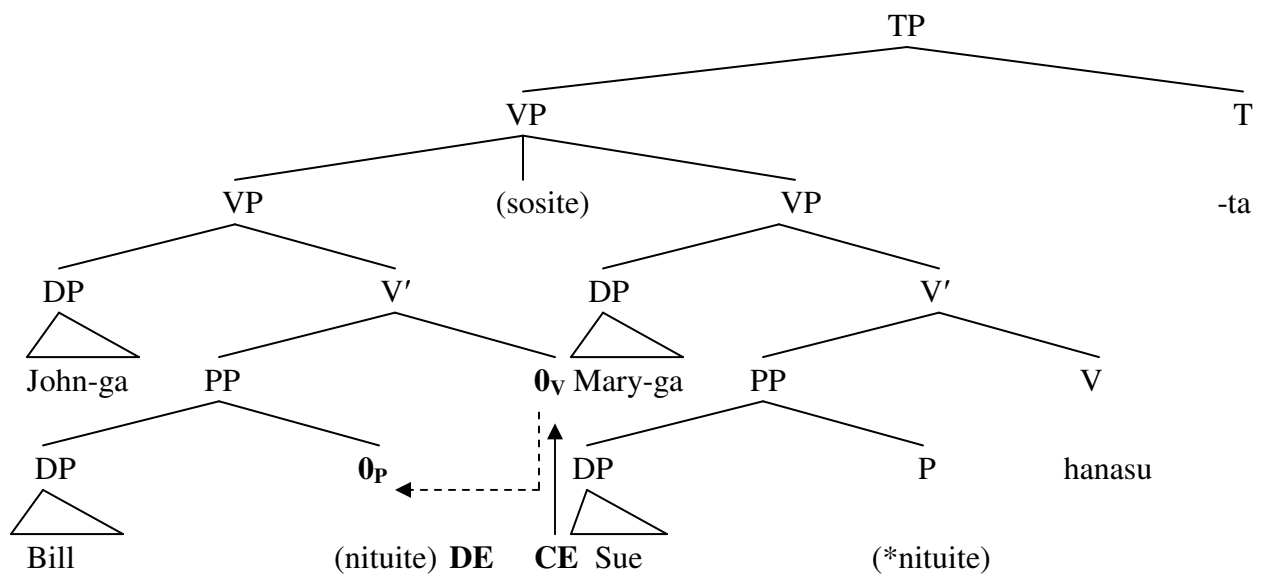 TP
VP T
VP (sosite) VP -ta
DP V′ DP V′
John-ga PP 0V Mary-ga PP V
DP 0P DP P hanasu
Bill (nituite) DE CE Sue (*nituite)